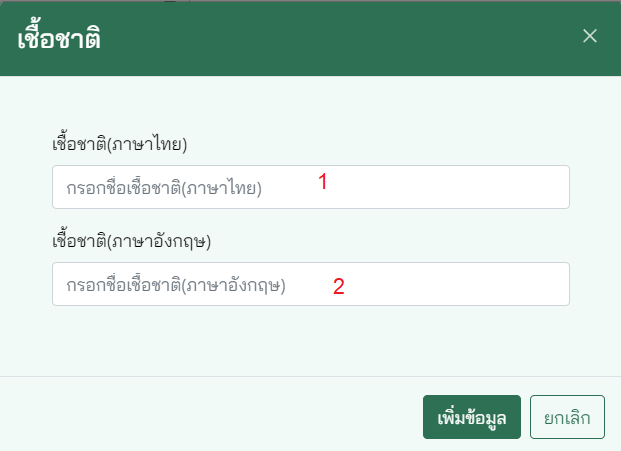 เชื้อชาติ
เชื้อชาติ(ภาษาไทย)
กรอกชื่อเชื้อชาติ(ภาษาไทย) 1
เชื้อชาติ(ภาษาอังกฤษ)
กรอกชื่อเชื้อชาติ(ภาษาอังกฤษ) 2
เพิ่มข้อมูล ยกเลิก